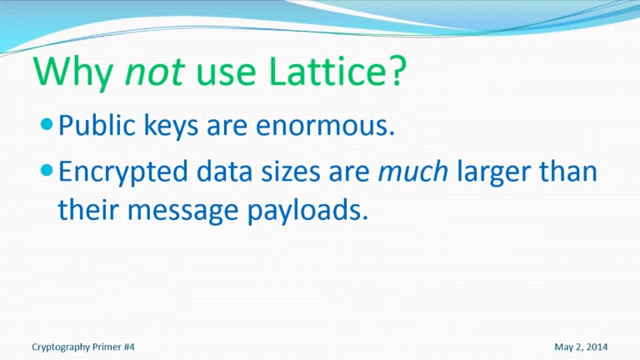 Why not use Lattice?
•Public keys are enormous.
•Encrypted data sizes are much larger than
their message payloads.
Cryptography Primer #4
May 2, 2014